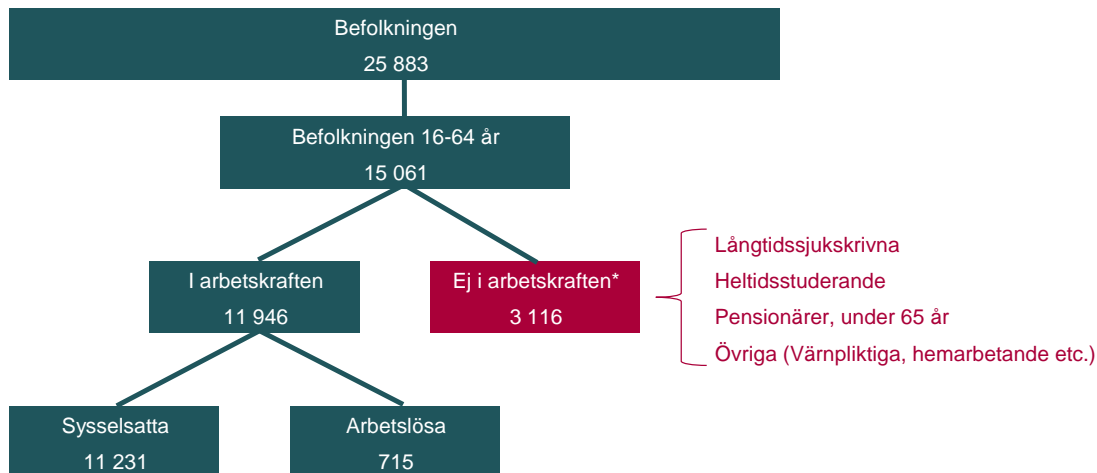 Befolkningen
25 883
Befolkningen 16-64 år
15 061
I arbetskraften
11 946
Ej i arbetskraften*
3 116
Långtidssjukskrivna
Heltidsstuderande
Pensionärer, under 65 år
Övriga (Värnpliktiga, hemarbetande etc.)
Sysselsatta
11 231
Arbetslösa
715